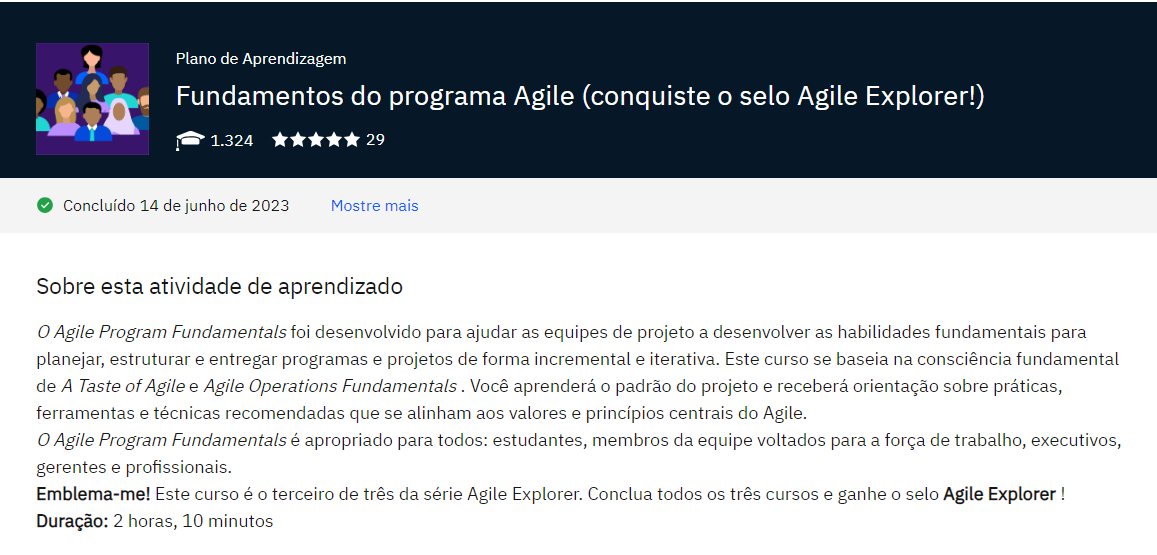 Plano de Aprendizagem
Fundamentos do programa Agile (conquiste o selo Agile Explorer!)
1.324 29
Concluído 14 de junho de 2023 Mostre mais
Sobre esta atividade de aprendizado
O Agile Program Fundamentals foi desenvolvido para ajudar as equipes de projeto a desenvolver as habilidades fundamentais para
planejar, estruturar e entregar programas e projetos de forma incremental e iterativa. Este curso se baseia na consciência fundamental
de A Taste of Agile e Agile Operations Fundamentals . Você aprenderá o padrão do projeto e receberá orientação sobre práticas,
ferramentas e técnicas recomendadas que se alinham aos valores e princípios centrais do Agile.
O Agile Program Fundamentals é apropriado para todos: estudantes, membros da equipe voltados para a força de trabalho, executivos,
gerentes e profissionais.
Emblema-me! Este curso é o terceiro de três da série Agile Explorer. Conclua todos os três cursos e ganhe o selo Agile Explorer !
Duração: 2 horas, 10 minutos